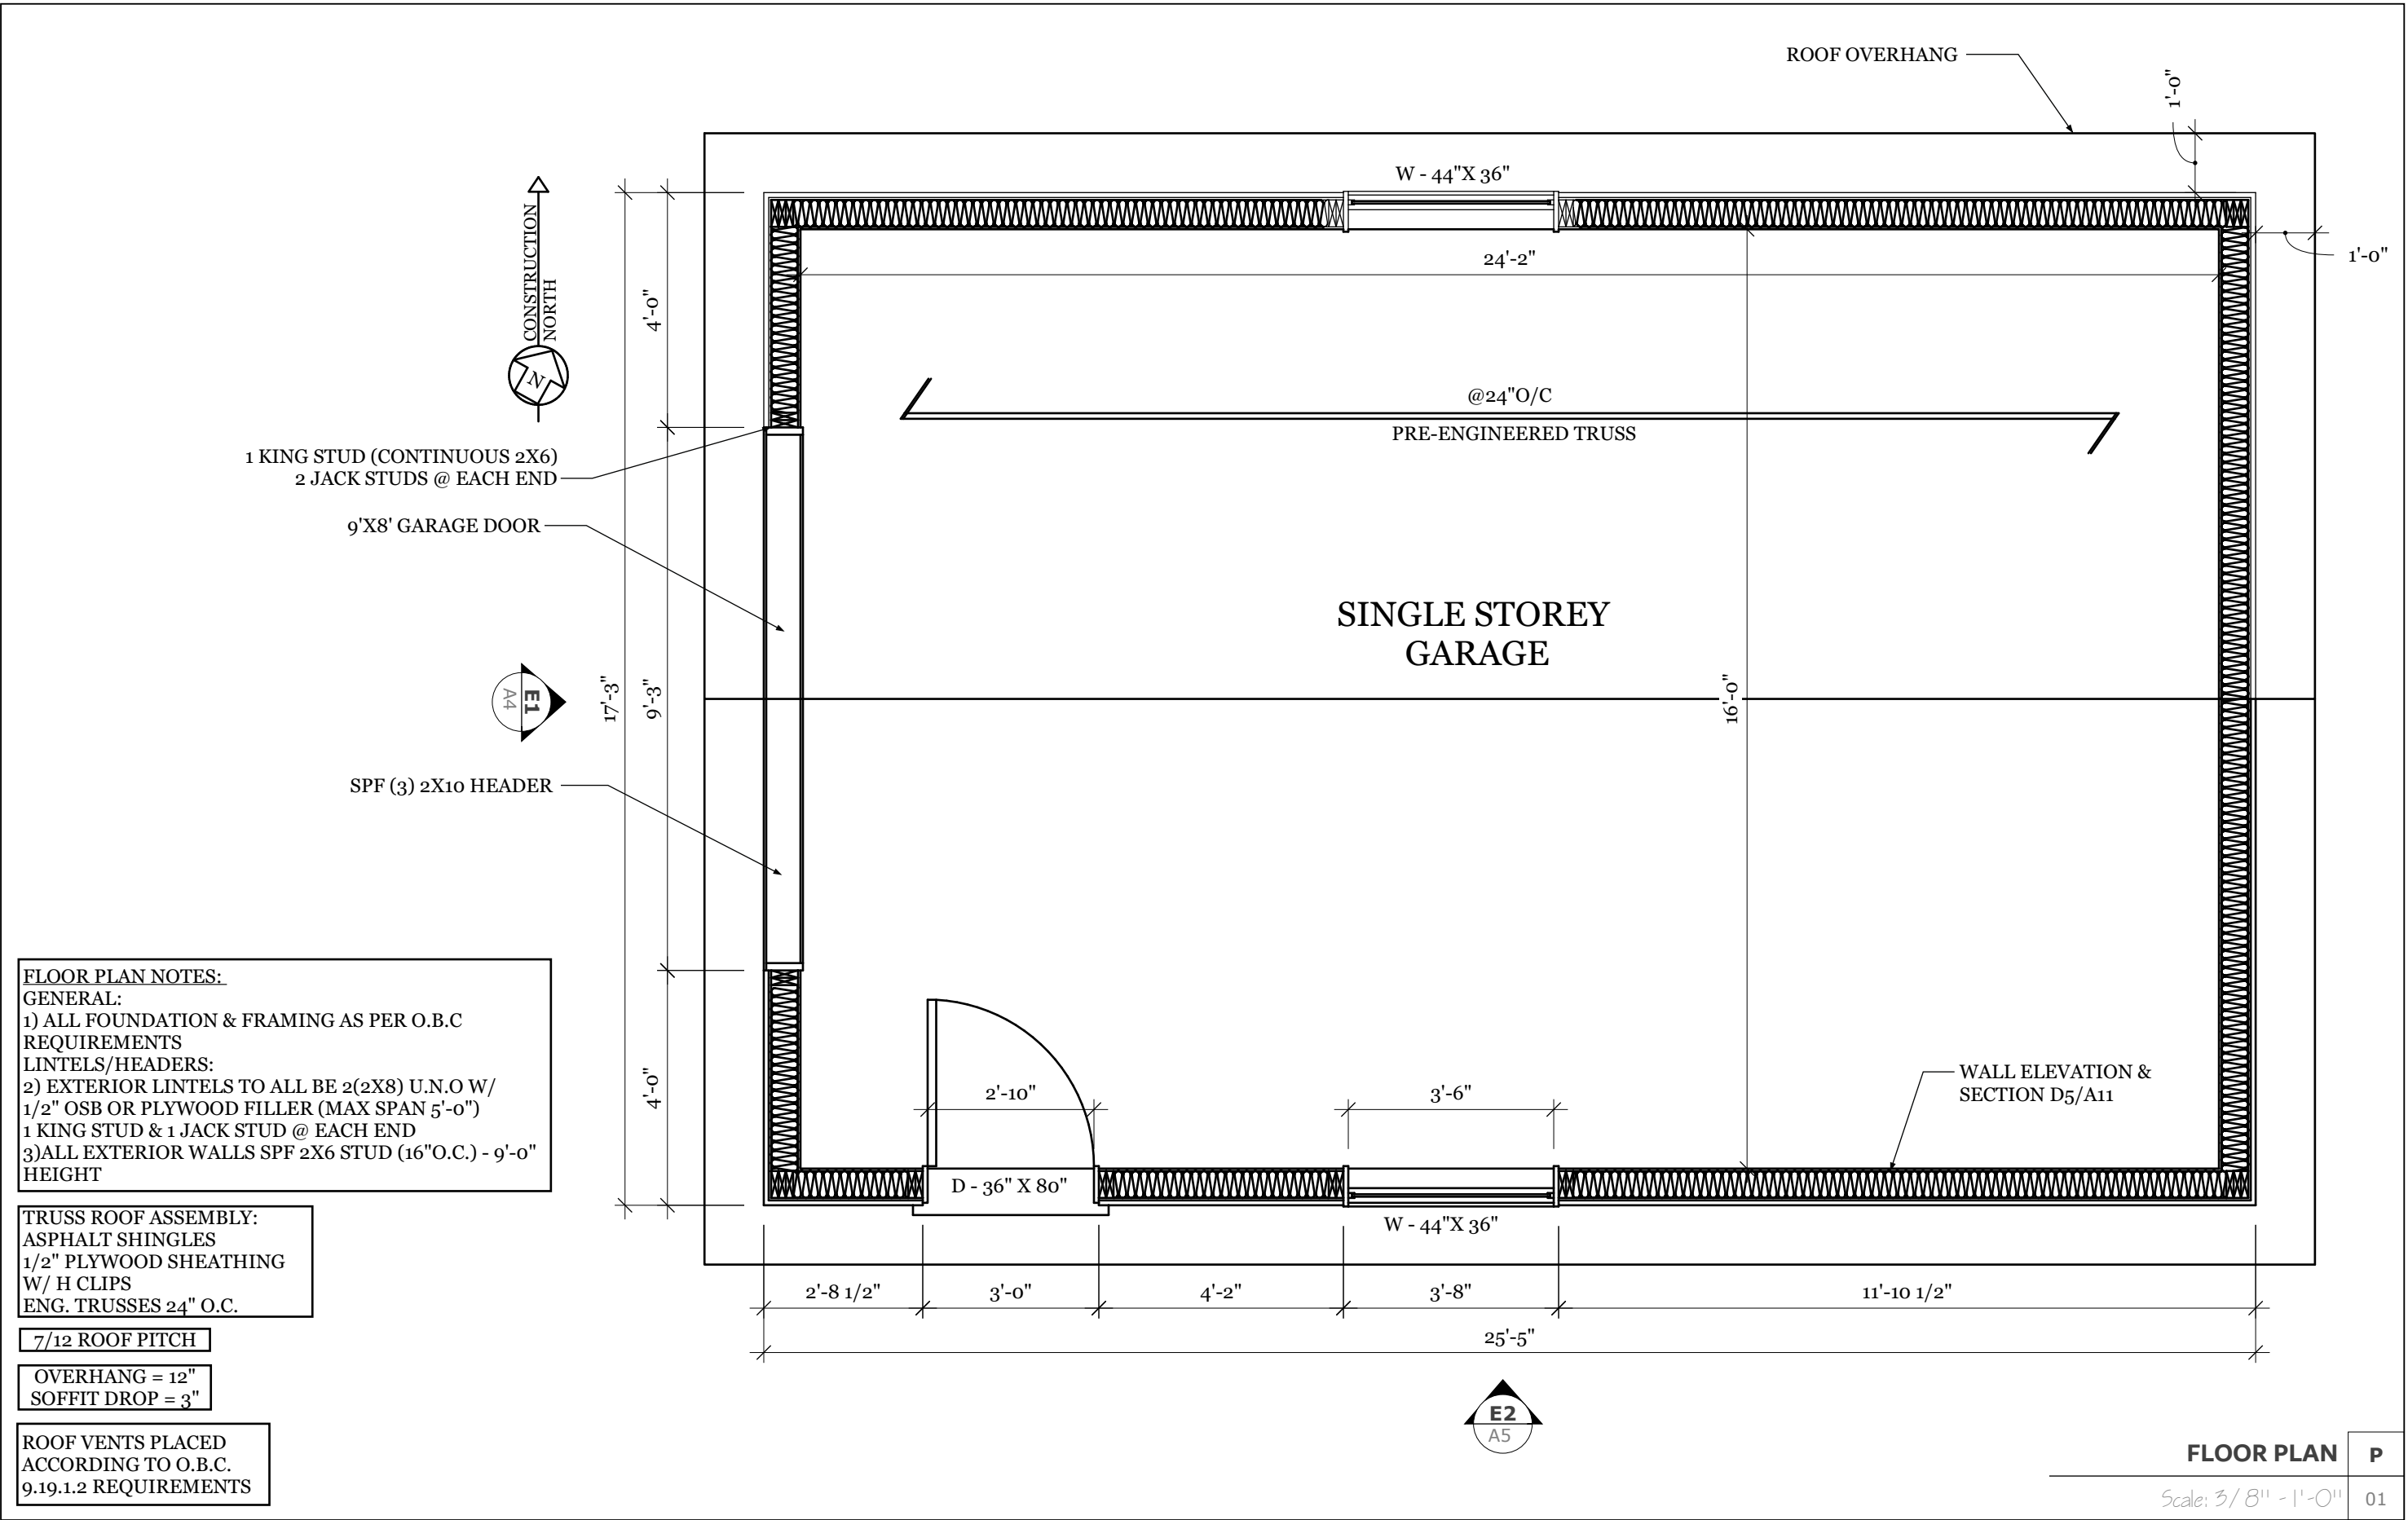 ROOF OVERHANG
1'-0"
W - 44"X 36"
1'-0"
24'-2"
CONSTRUCTION
NORTH
N
4'-0"
@24"O/C
PRE-ENGINEERED TRUSS
1 KING STUD (CONTINUOUS 2X6)
2 JACK STUDS @ EACH END
9'X8' GARAGE DOOR
SINGLE STOREY
GARAGE
E1
A4
17'-3"
9'-3"
16'-0"
SPF (3) 2X10 HEADER
FLOOR PLAN NOTES:
GENERAL:
1) ALL FOUNDATION & FRAMING AS PER O.B.C
REQUIREMENTS
LINTELS/HEADERS:
2) EXTERIOR LINTELS TO ALL BE 2(2X8) U.N.O W/
1/2" OSB OR PLYWOOD FILLER (MAX SPAN 5'-0")
1 KING STUD & 1 JACK STUD @ EACH END
3)ALL EXTERIOR WALLS SPF 2X6 STUD (16"O.C.) - 9'-0"
HEIGHT
4'-0"
2'-10"
3'-6"
WALL ELEVATION &
SECTION D5/A11
D - 36" X 80"
W - 44"X 36"
TRUSS ROOF ASSEMBLY:
ASPHALT SHINGLES
1/2" PLYWOOD SHEATHING
W/ H CLIPS
ENG. TRUSSES 24" O.C.
2'-8 1/2"
3'-0"
4'-2"
3'-8"
11'-10 1/2"
25'-5"
7/12 ROOF PITCH
OVERHANG = 12"
SOFFIT DROP = 3"
E2
A5
ROOF VENTS PLACED
ACCORDING TO O.B.C.
9.19.1.2 REQUIREMENTS
FLOOR PLAN
P
Scale: 3/8" - 1'-0"
01